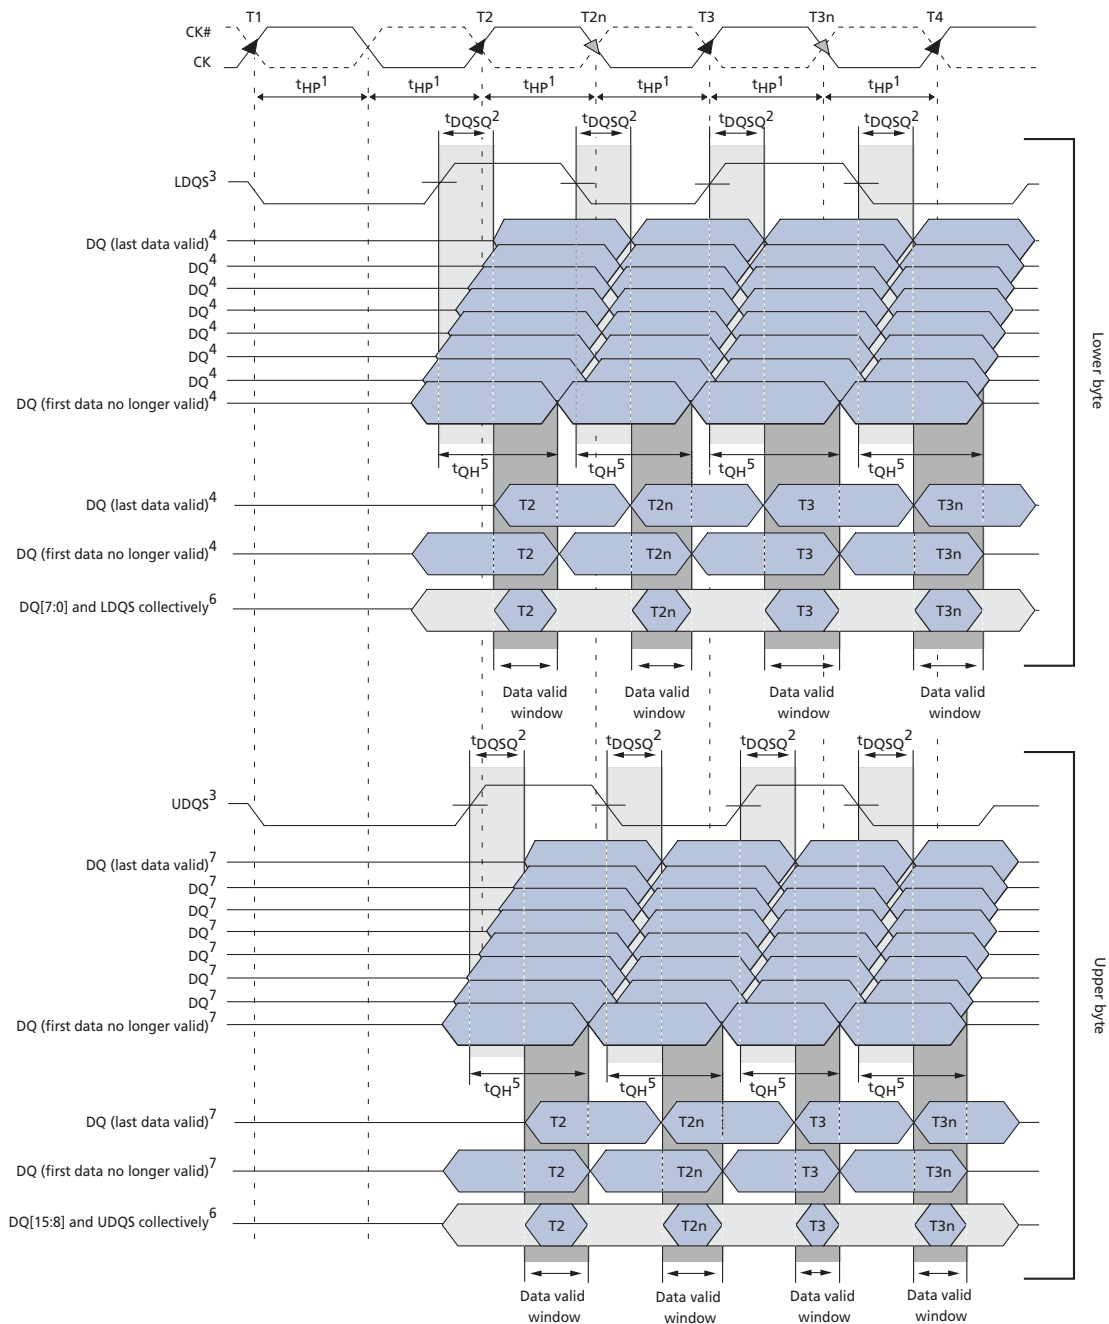 T1 T2 T2n T3 T3n T4
CK#
CK
tHP1 tHP1 tHP1 tHP1 tHP1 tHP1
tDQSQ2 tDQSQ2 tDQSQ2 tDQSQ2
LDQS3
DQ (last data valid)4
DQ4
DQ4
DQ4
DQ4
DQ4
DQ4
DQ (first data no longer valid)4
Lower byte
tQH5 tQH5 tQH5 tQH5
DQ (last data valid)4 T2 T2n T3 T3n
DQ (first data no longer valid)4 T2 T2n T3 T3n
DQ[7:0] and LDQS collectively6 T2 T2n T3 T3n
Data valid Data valid Data valid Data valid
window window window window
tDQSQ2 tDQSQ2 tDQSQ2 tDQSQ2
UDQS3
DQ (last data valid)7
DQ7
DQ7
DQ7
DQ7
DQ7
DQ7
DQ (first data no longer valid)7
Upper byte
tQH5 tQH5 tQH5 tQH5
DQ (last data valid)7 T2 T2n T3 T3n
DQ (first data no longer valid)7 T2 T2n T3 T3n
DQ[15:8] and UDQS collectively6 T2 T2n T3 T3n
Data valid Data valid Data valid Data valid
window window window window